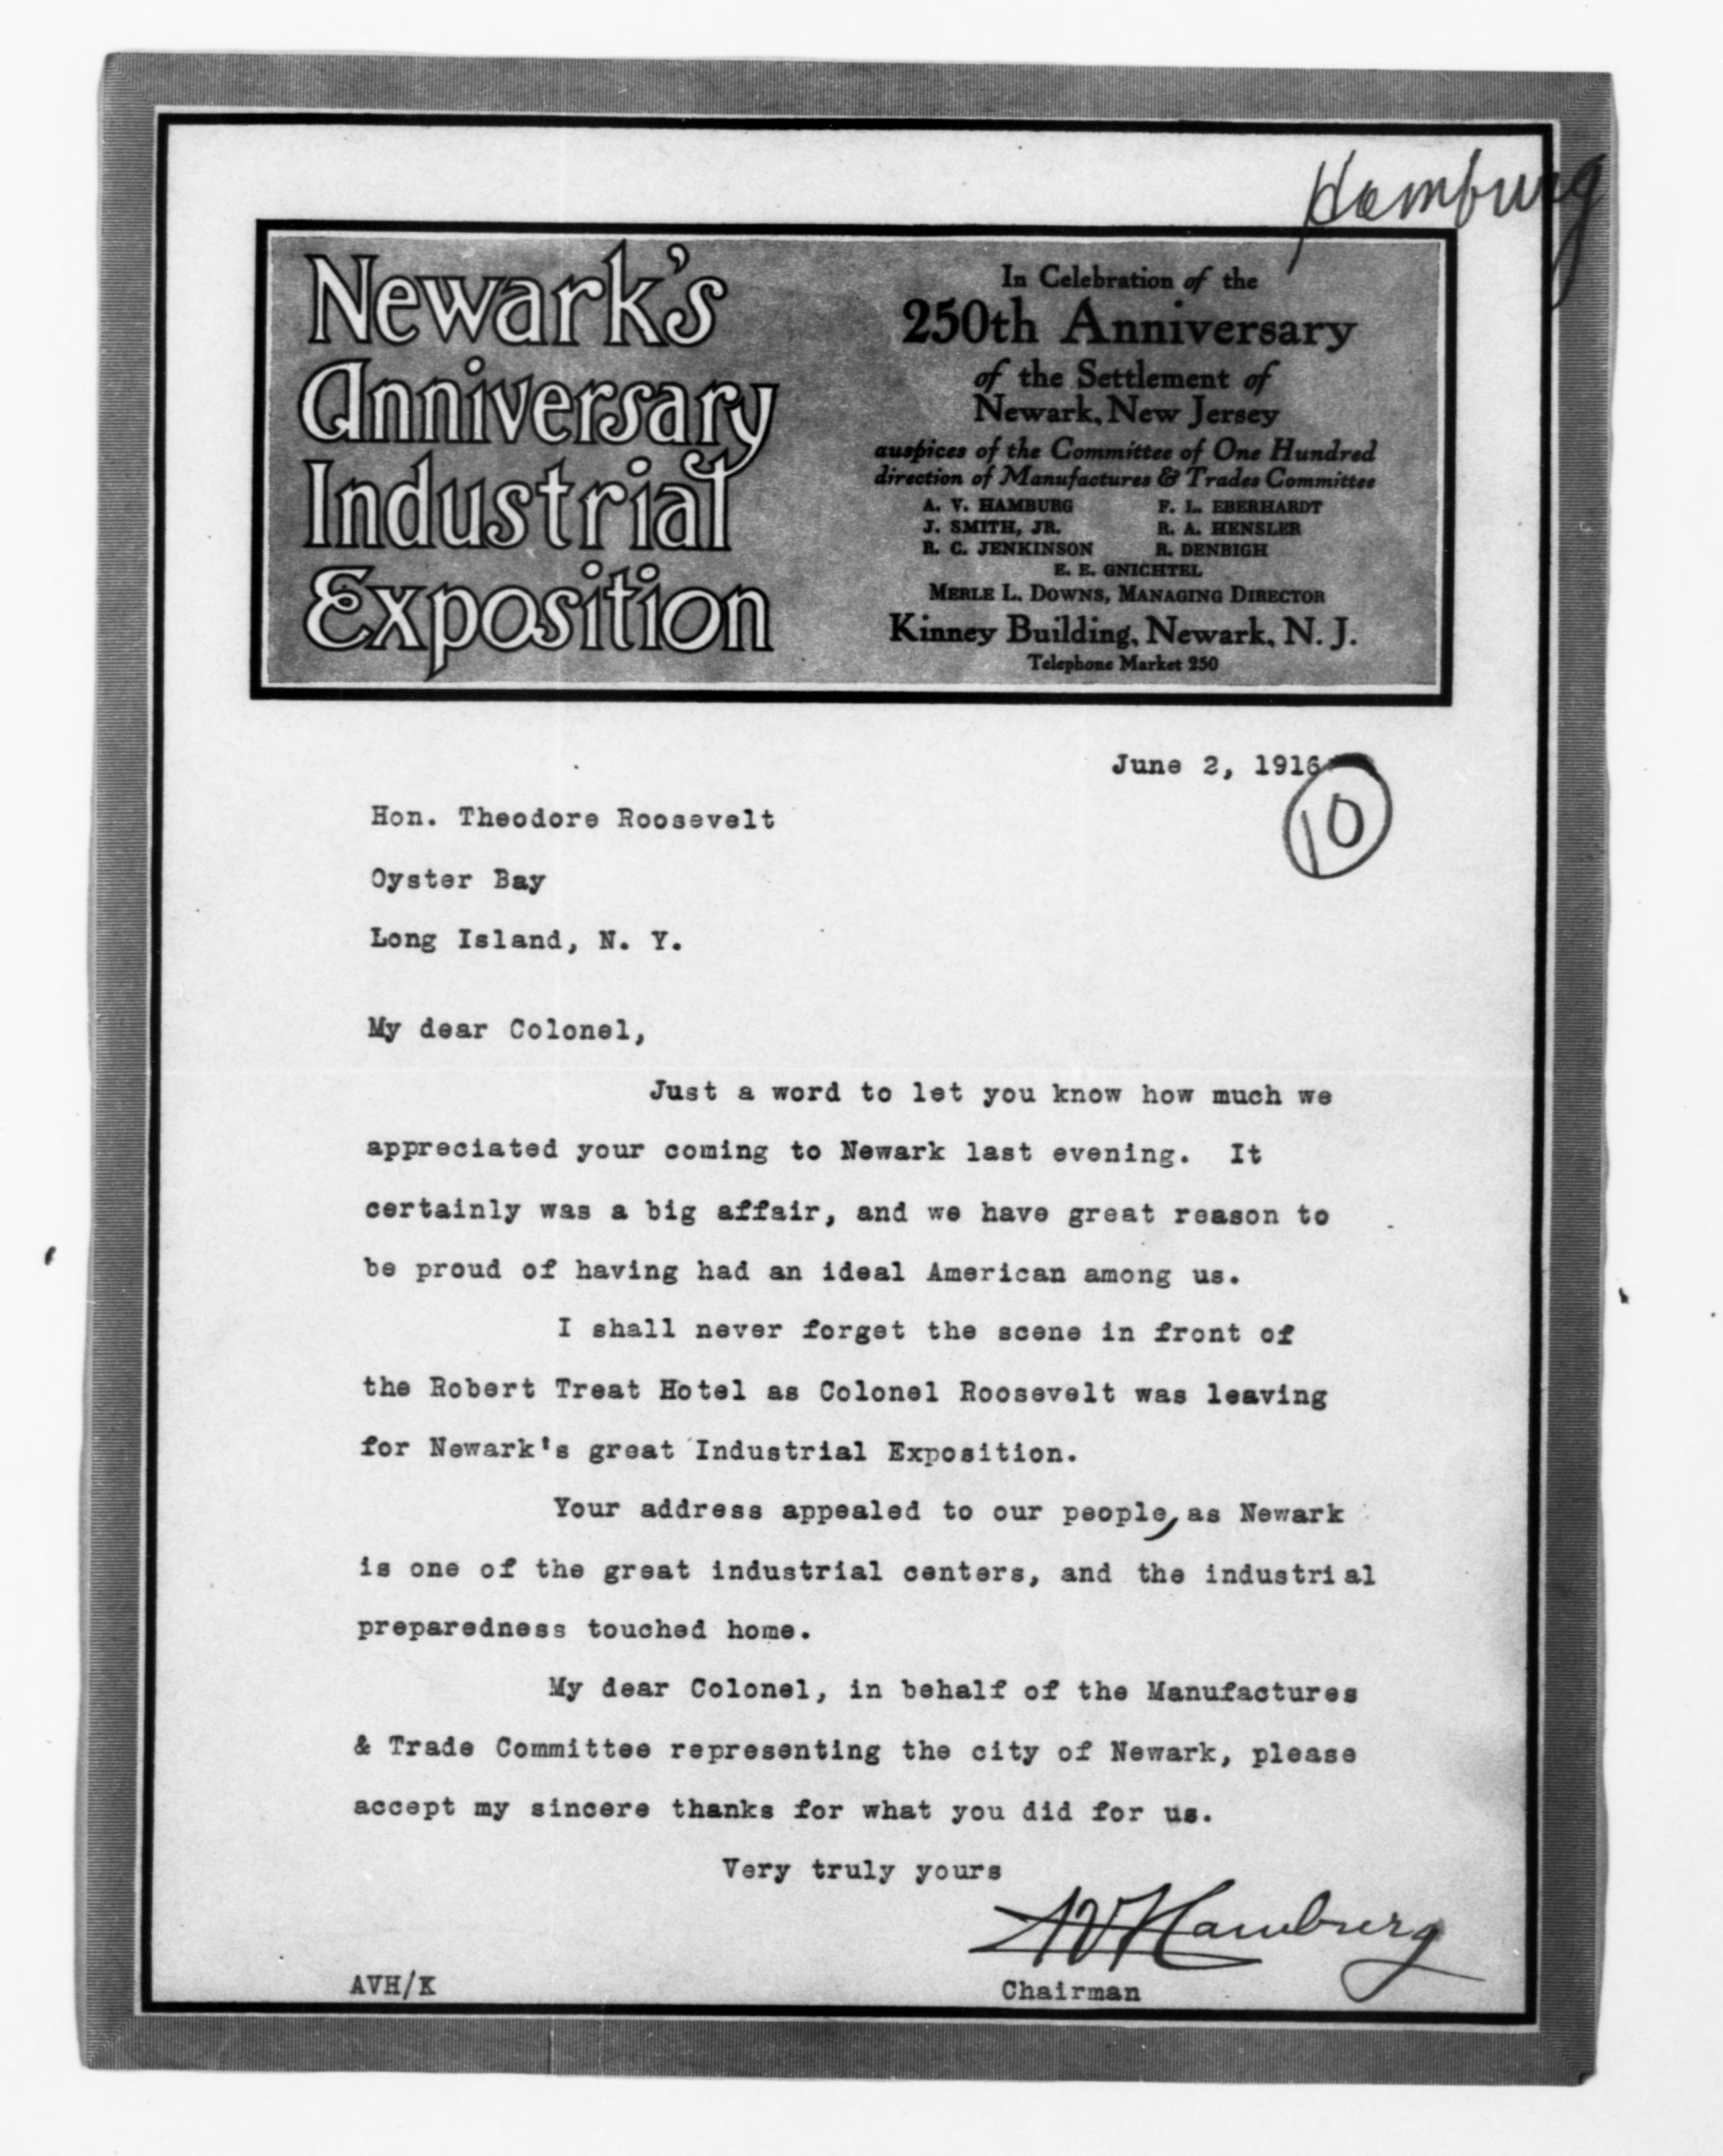 Hamburg
Newark's
Anniversary
Industrial
Exposition
In Celebration of the
250th Anniversary
of the Settlement of
Newark, New Jersey
auspices of the Committee of One Hundred
direction of Manufactures & Trades Committee
A. V. HAMBURG F. L. EBERHARDT
J. SMITH, JR. R. A. HENSLER
R. C. JENKINSON R. DENBIGH
E. E. GNICHTEL
MERLE L. DOWNS, MANAGING DIRECTOR
Kinney Building, Newark, N. J.
Telephone Market 250
June 2, 1916
10
Hon. Theodore Roosevelt
Oyster Bay
Long Island, N. Y.
My dear Colonel,
Just a word to let you know how much we
appreciated your coming to Newark last evening. It
certainly was a big affair, and we have great reason to
be proud of having had an ideal American among us.
I shall never forget the scene in front of
the Robert Treat Hotel as Colonel Roosevelt was leaving
for Newark's great Industrial Exposition.
Your address appealed to our people, as Newark
is one of the great industrial centers, and the industrial
preparedness touched home.
My dear Colonel, in behalf of the Manufactures
& Trade Committee representing the city of Newark, please
accept my sincere thanks for what you did for us.
Very truly yours
AV Hamburg
AVH/K Chairman